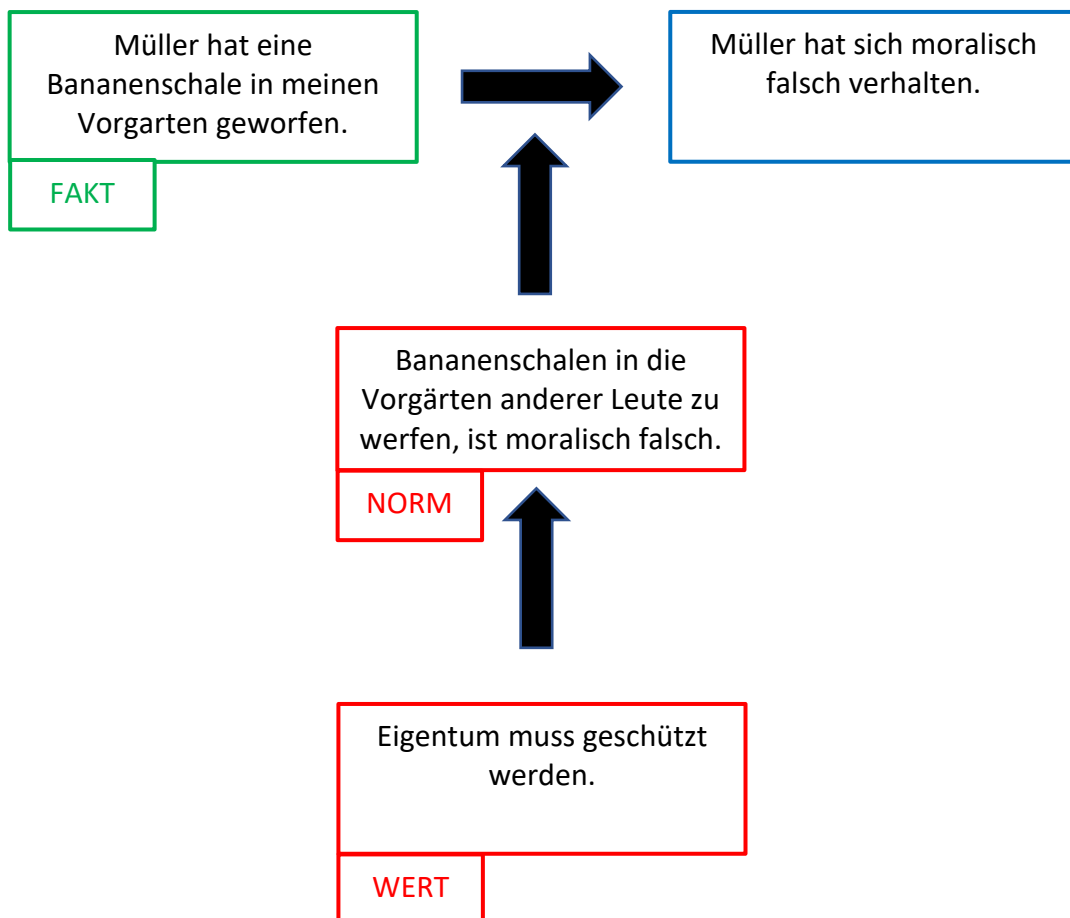 Müller hat eine
Bananenschale in meinen
Vorgarten geworfen.
FAKT
Müller hat sich moralisch
falsch verhalten.
Bananenschalen in die
Vorgärten anderer Leute zu
werfen, ist moralisch falsch.
NORM
Eigentum muss geschützt
werden.
WERT